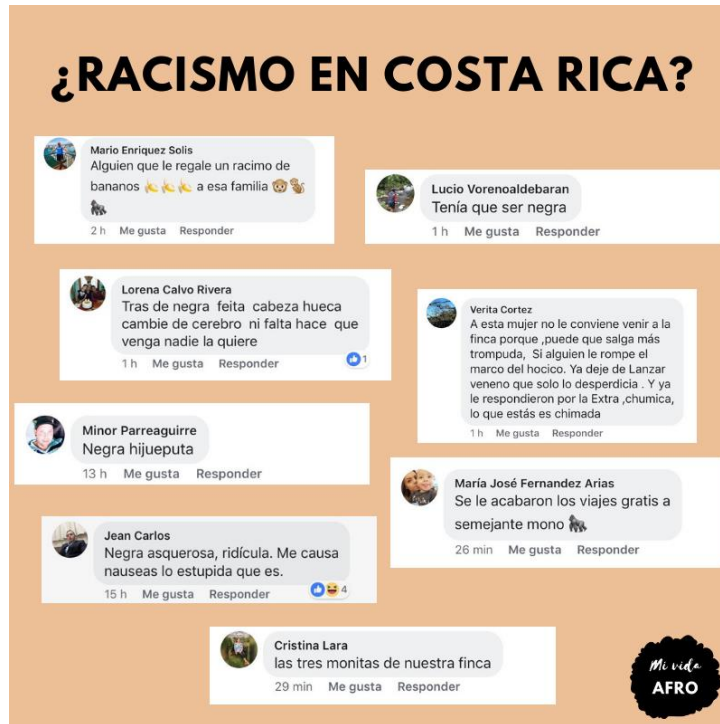 ¿RACISMO EN COSTA RICA?
Mario Enriquez Solis
Alguien que le regale un racimo de
bananos 🍌🍌🍌 a esa familia 🐵🐒
🦍
2 h Me gusta Responder
Lucio Vorenoaldebaran
Tenía que ser negra
1 h Me gusta Responder
Lorena Calvo Rivera
Tras de negra feita cabeza hueca
cambie de cerebro ni falta hace que
venga nadie la quiere
1 h Me gusta Responder 1
Verita Cortez
A esta mujer no le conviene venir a la
finca porque ,puede que salga más
trompuda, Si alguien le rompe el
marco del hocico. Ya deje de Lanzar
veneno que solo lo desperdicia . Y ya
le respondieron por la Extra ,chumica,
lo que estás es chimada
1 h Me gusta Responder
Minor Parreaguirre
Negra hijueputa
13 h Me gusta Responder
María José Fernandez Arias
Se le acabaron los viajes gratis a
semejante mono 🦍
26 min Me gusta Responder
Jean Carlos
Negra asquerosa, ridícula. Me causa
nauseas lo estupida que es.
15 h Me gusta Responder 4
Cristina Lara
las tres monitas de nuestra finca
29 min Me gusta Responder
Mi vida
AFRO